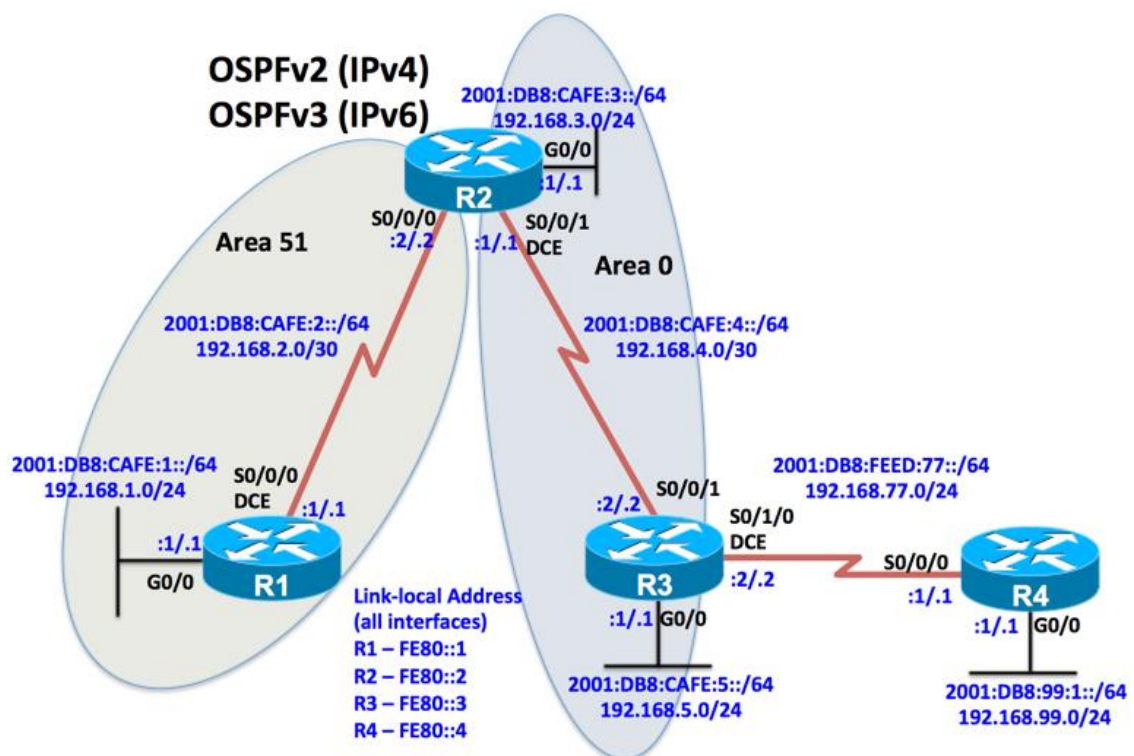 OSPFv2 (IPv4)
OSPFv3 (IPv6)
2001:DB8:CAFE:3::/64
192.168.3.0/24
G0/0
:1/.1
R2
S0/0/0
:2/.2
S0/0/1
:1/.1
DCE
Area 51
Area 0
2001:DB8:CAFE:2::/64
192.168.2.0/30
2001:DB8:CAFE:4::/64
192.168.4.0/30
2001:DB8:CAFE:1::/64
192.168.1.0/24
S0/0/0
DCE
:1/.1
:1/.1
G0/0
R1
2001:DB8:FEED:77::/64
192.168.77.0/24
:2/.2
S0/0/1
S0/1/0
DCE
:2/.2
R3
:1/.1
G0/0
S0/0/0
:1/.1
R4
:1/.1
G0/0
Link-local Address
(all interfaces)
R1 – FE80::1
R2 – FE80::2
R3 – FE80::3
R4 – FE80::4
2001:DB8:CAFE:5::/64
192.168.5.0/24
2001:DB8:99:1::/64
192.168.99.0/24